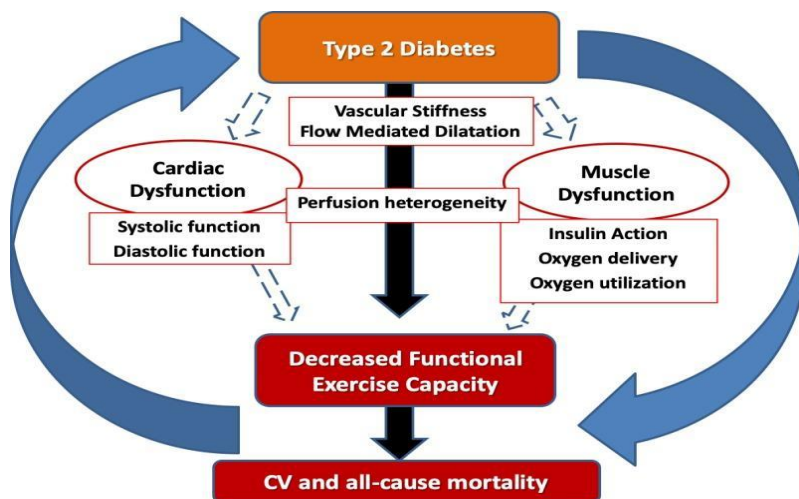 Type 2 Diabetes
Vascular Stiffness
Flow Mediated Dilatation
Cardiac
Dysfunction
Muscle
Dysfunction
Perfusion heterogeneity
Systolic function
Diastolic function
Insulin Action
Oxygen delivery
Oxygen utilization
Decreased Functional
Exercise Capacity
CV and all-cause mortality